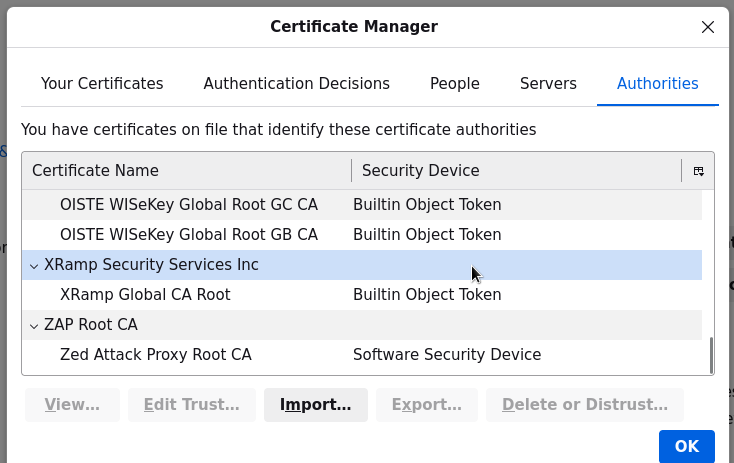 Certificate Manager
Your Certificates Authentication Decisions People Servers Authorities
You have certificates on file that identify these certificate authorities
Certificate Name Security Device
OISTE WISeKey Global Root GC CA Builtin Object Token
OISTE WISeKey Global Root GB CA Builtin Object Token
XRamp Security Services Inc
XRamp Global CA Root Builtin Object Token
ZAP Root CA
Zed Attack Proxy Root CA Software Security Device
View... Edit Trust... Import... Export... Delete or Distrust...
OK